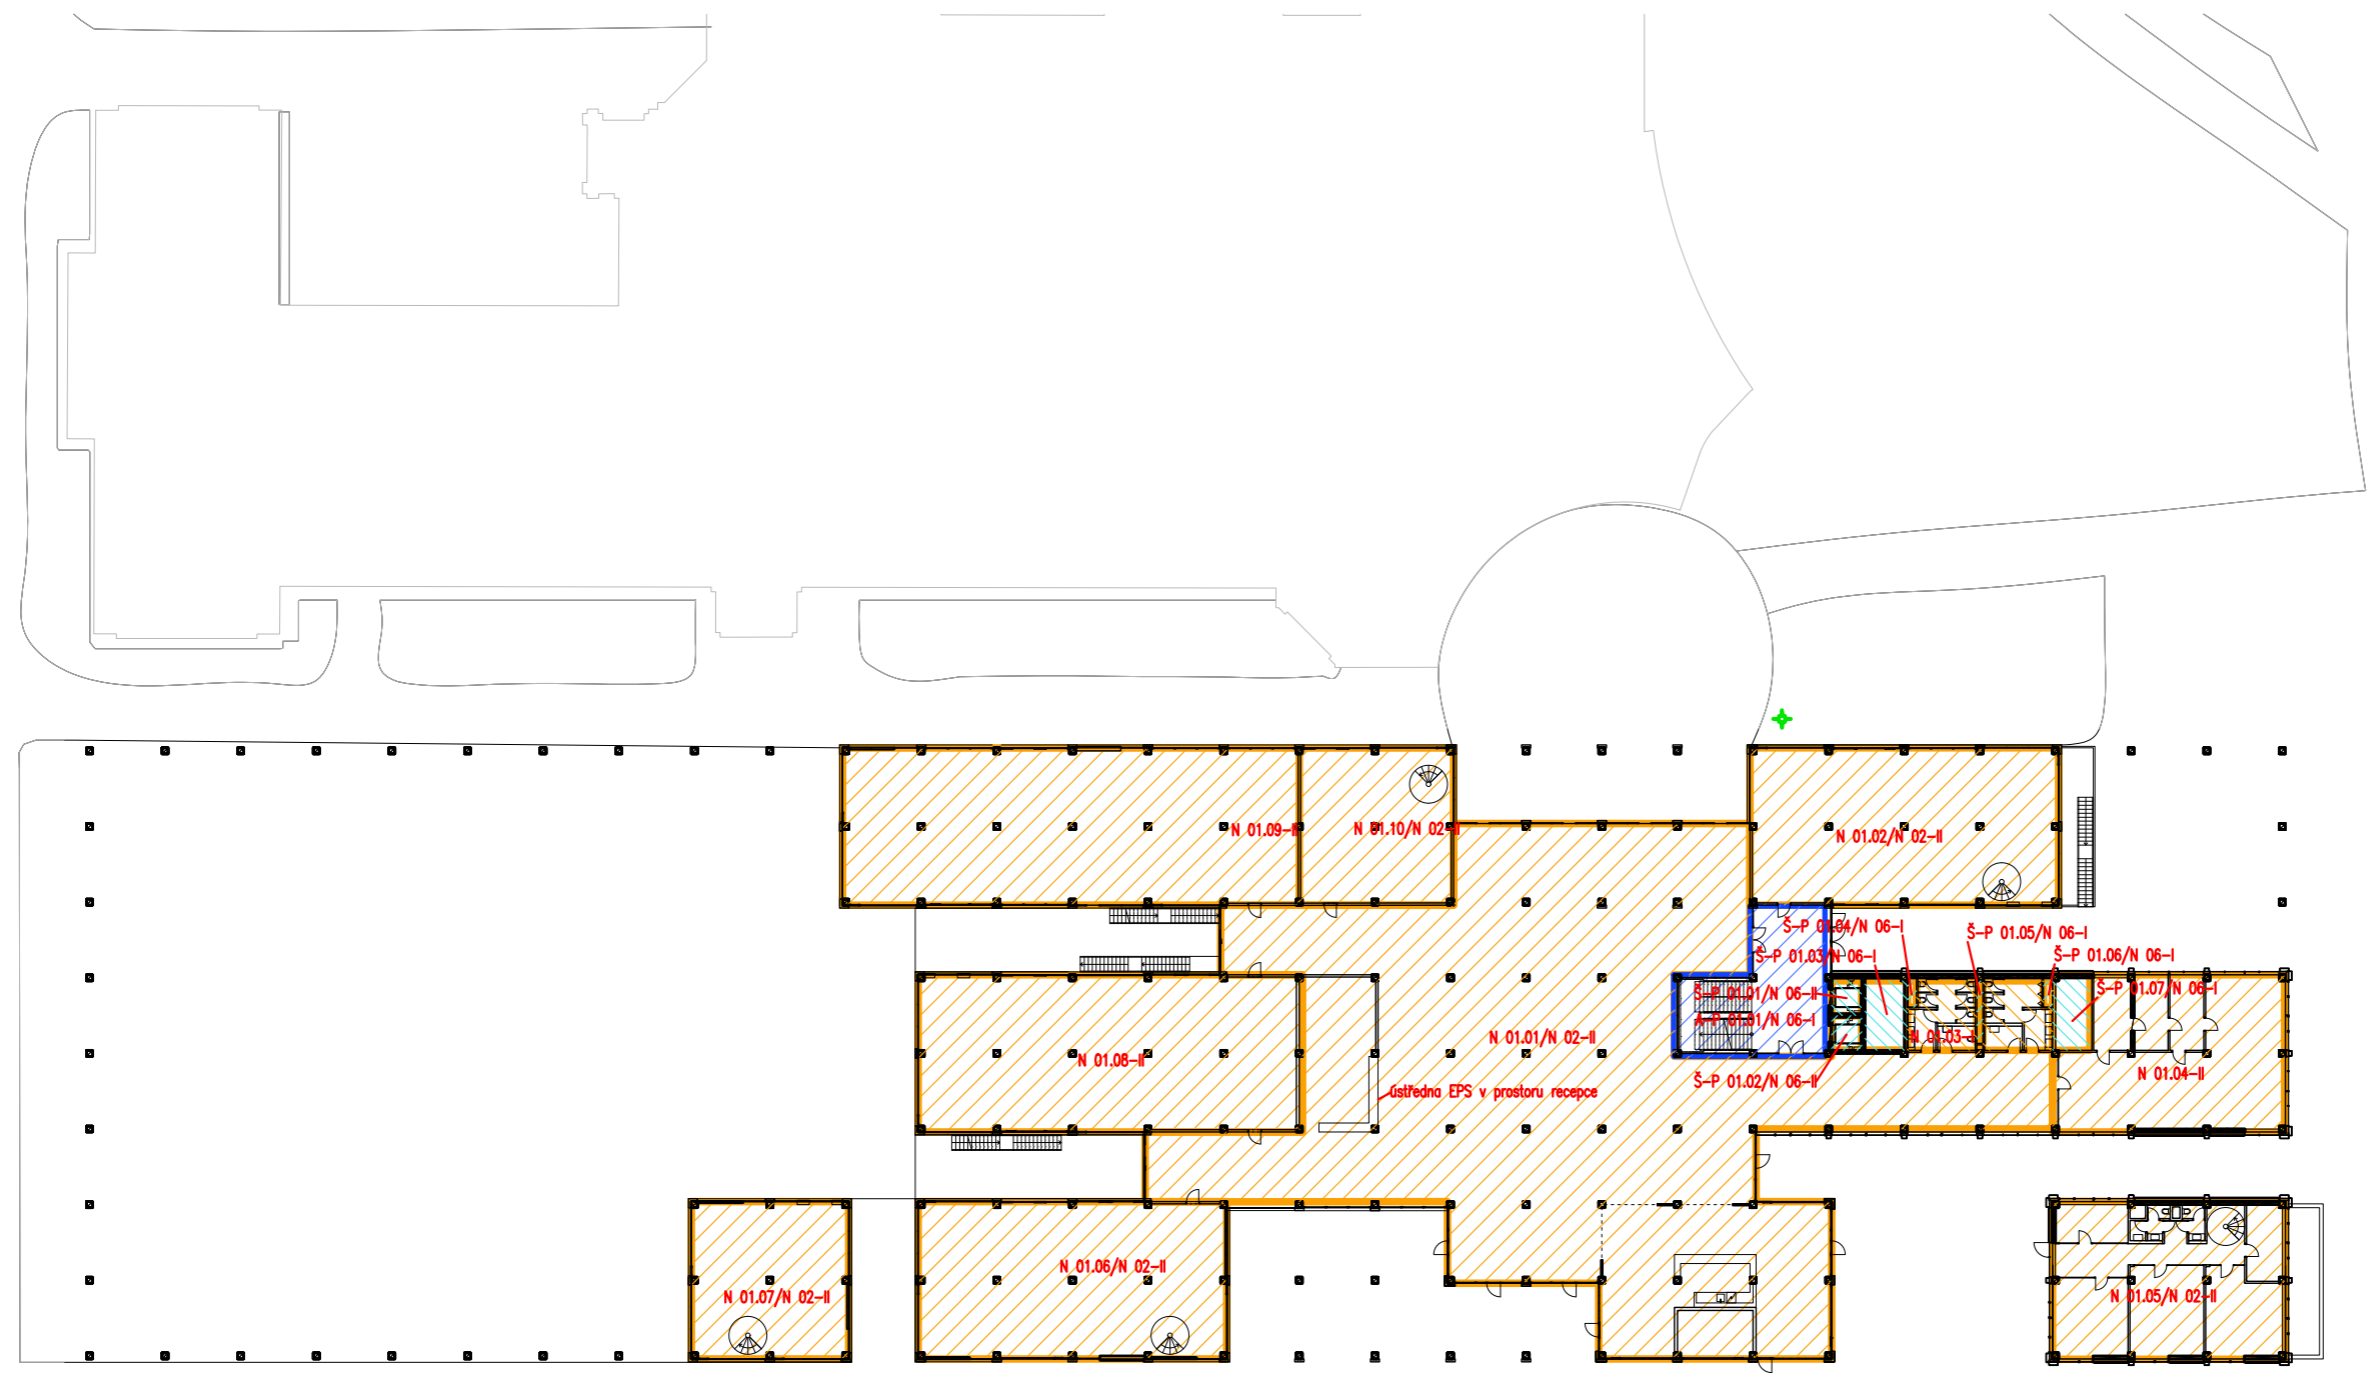 N 01.09-II
N 01.10/N 02-II
N 01.02/N 02-II
Š-P 01.04/N 06-I
Š-P 01.05/N 06-I
Š-P 01.03/N 06-I
Š-P 01.06/N 06-I
Š-P 01.01/N 06-II
Š-P 01.07/N 06-I
A-P 01.01/N 06-I
N 01.01/N 02-II
N 01.03-I
N 01.08-II
N 01.04-II
Š-P 01.02/N 06-II
ústředna EPS v prostoru recepce
N 01.06/N 02-II
N 01.07/N 02-II
N 01.05/N 02-II